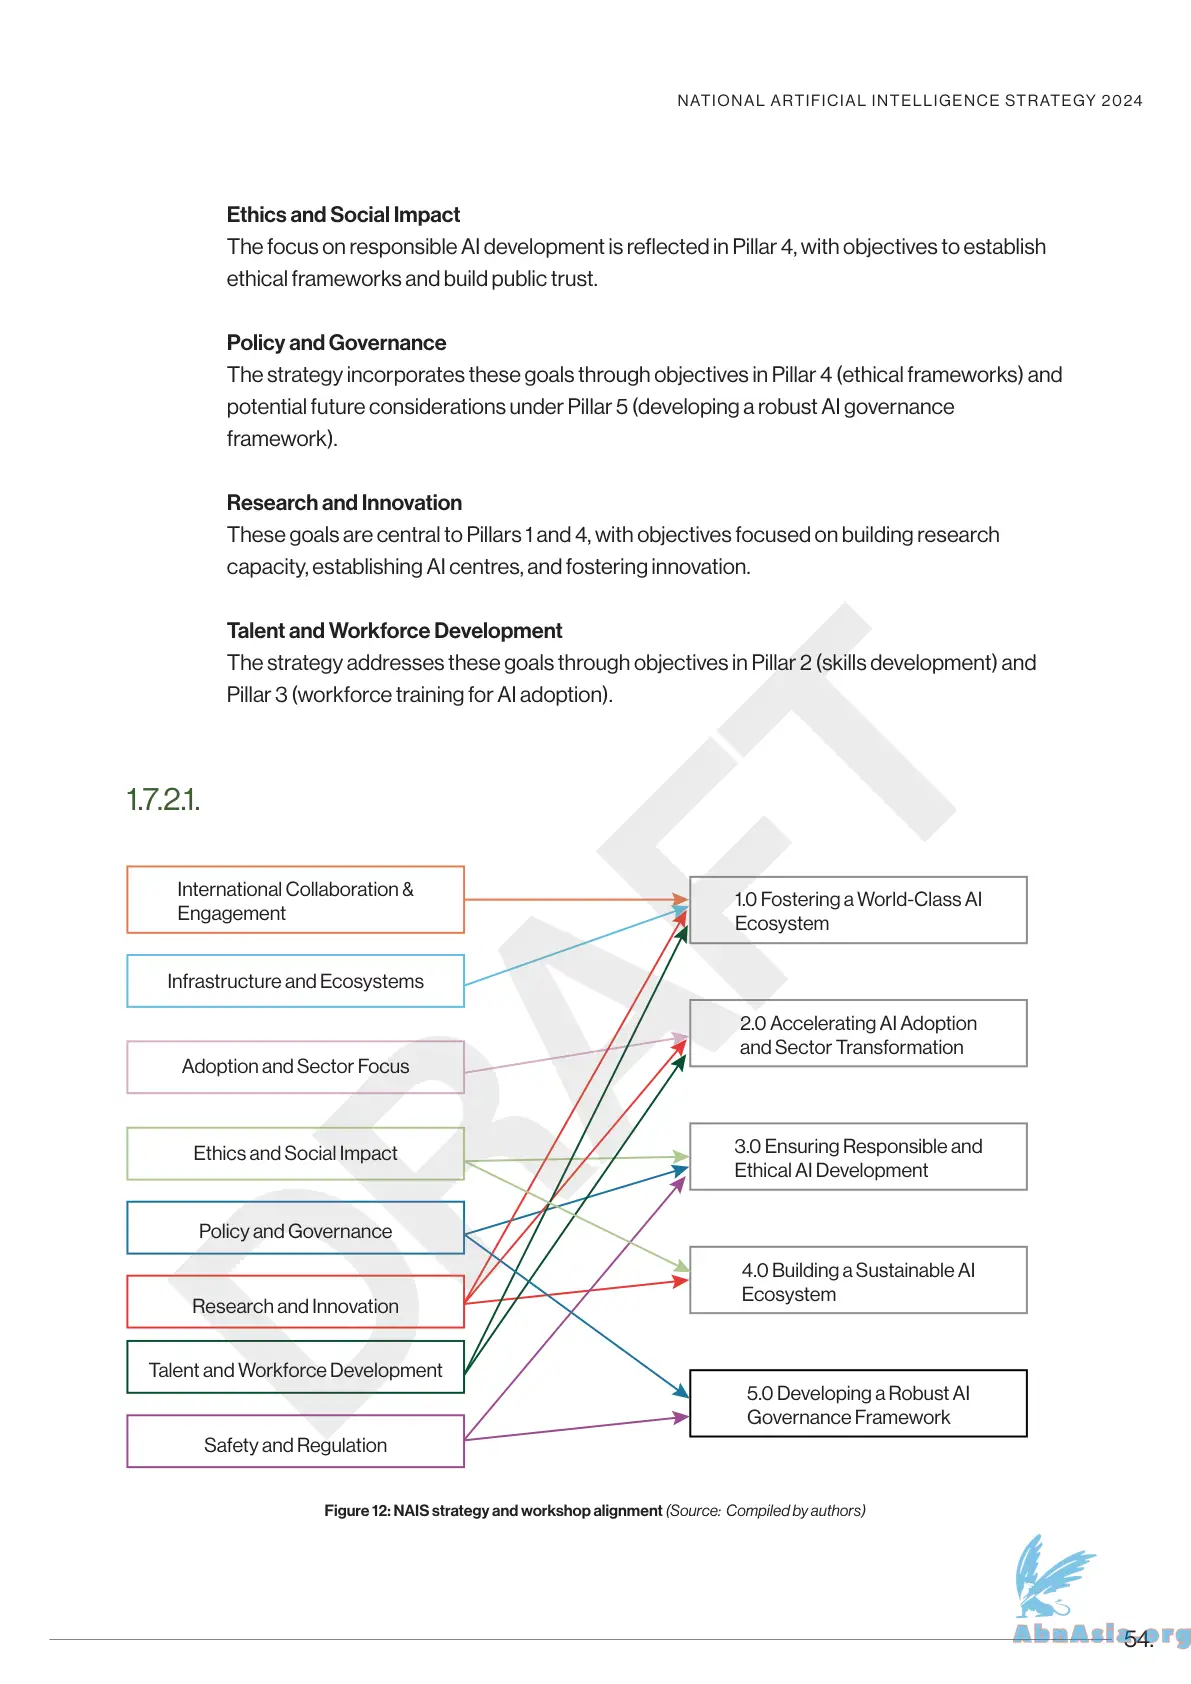 NATIONAL ARTIFICIAL INTELLIGENCE STRATEGY 2024
Ethics and Social Impact
The focus on responsible AI development is reflected in Pillar 4, with objectives to establish
ethical frameworks and build public trust.
Policy and Governance
The strategy incorporates these goals through objectives in Pillar 4 (ethical frameworks) and
potential future considerations under Pillar 5 (developing a robust AI governance
framework).
Research and Innovation
These goals are central to Pillars 1 and 4, with objectives focused on building research
capacity, establishing AI centres, and fostering innovation.
Talent and Workforce Development
The strategy addresses these goals through objectives in Pillar 2 (skills development) and
Pillar 3 (workforce training for AI adoption).
DRAFT
1.7.2.1.
International Collaboration &
Engagement
Infrastructure and Ecosystems
Adoption and Sector Focus
Ethics and Social Impact
Policy and Governance
Research and Innovation
Talent and Workforce Development
Safety and Regulation
1.0 Fostering a World-Class AI
Ecosystem
2.0 Accelerating AI Adoption
and Sector Transformation
3.0 Ensuring Responsible and
Ethical AI Development
4.0 Building a Sustainable AI
Ecosystem
5.0 Developing a Robust AI
Governance Framework
Figure 12: NAIS strategy and workshop alignment (Source: Compiled by authors)
AbnAsia.org
54.